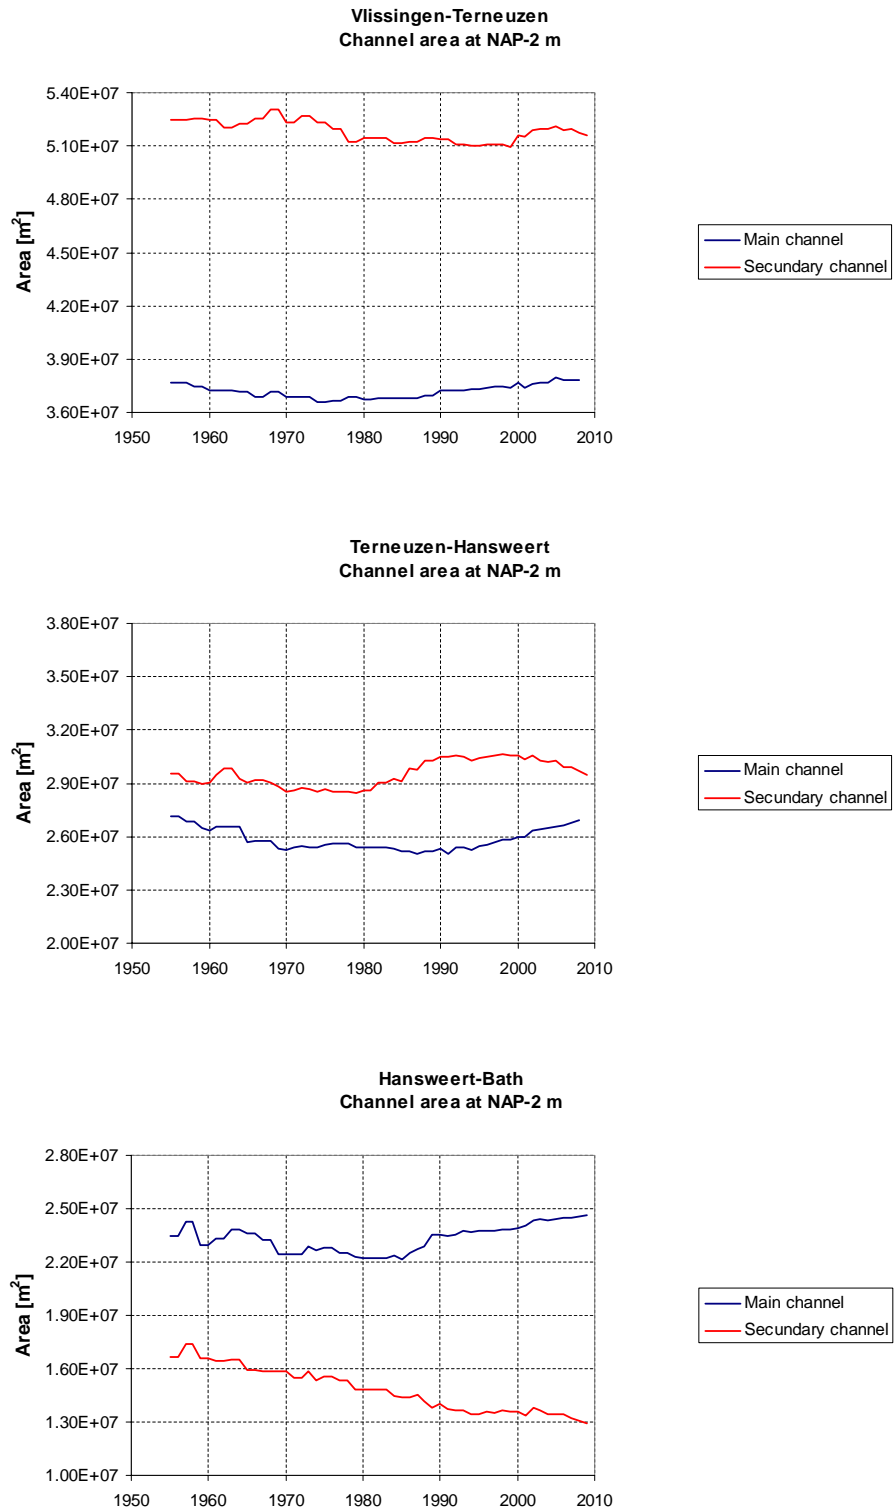 Vlissingen-Terneuzen
Channel area at NAP-2 m
5.40E+07
5.10E+07
4.80E+07
4.50E+07
4.20E+07
3.90E+07
3.60E+07
Area [m²]
1950 1960 1970 1980 1990 2000 2010
Main channel
Secundary channel
Terneuzen-Hansweert
Channel area at NAP-2 m
3.80E+07
3.50E+07
3.20E+07
2.90E+07
2.60E+07
2.30E+07
2.00E+07
Area [m²]
1950 1960 1970 1980 1990 2000 2010
Main channel
Secundary channel
Hansweert-Bath
Channel area at NAP-2 m
2.80E+07
2.50E+07
2.20E+07
1.90E+07
1.60E+07
1.30E+07
1.00E+07
Area [m²]
1950 1960 1970 1980 1990 2000 2010
Main channel
Secundary channel